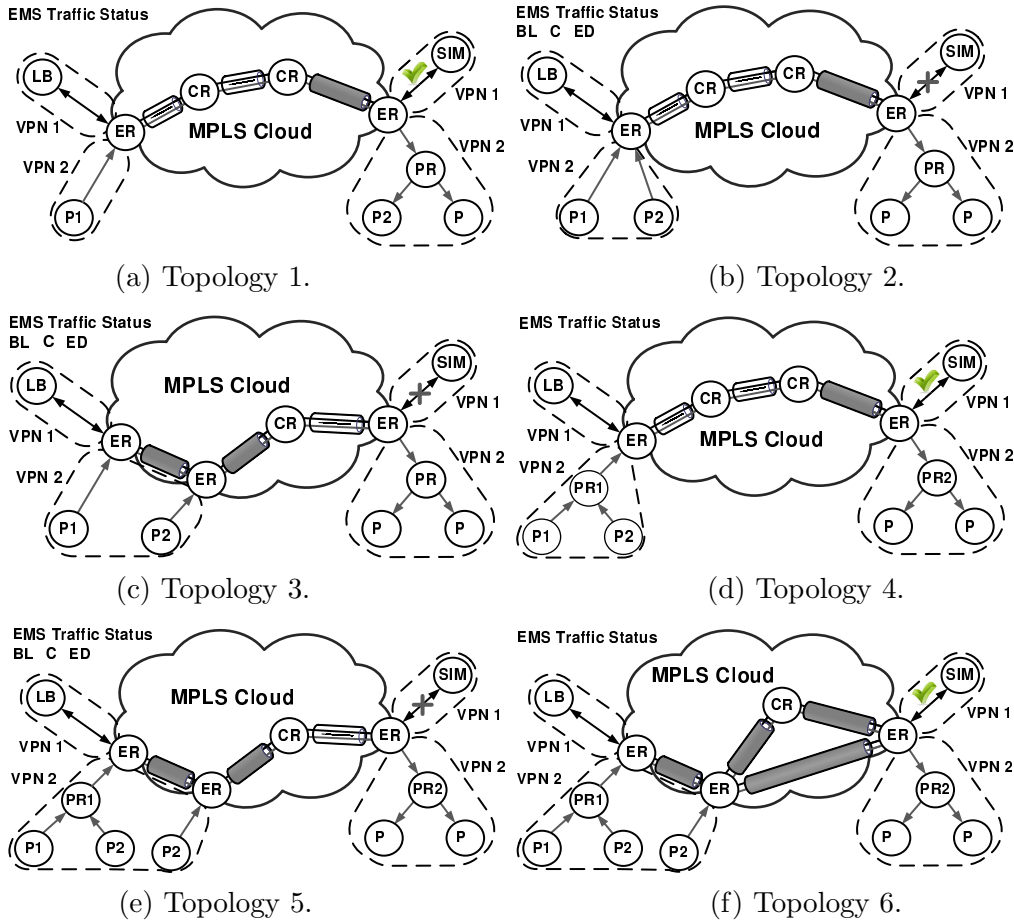 EMS Traffic Status
LB
VPN 1
ER
VPN 2
P1
CR
CR
MPLS Cloud
SIM
VPN 1
ER
VPN 2
PR
P2
P
(a) Topology 1.
EMS Traffic Status
BL C ED
LB
VPN 1
ER
VPN 2
P1
P2
CR
CR
MPLS Cloud
SIM
VPN 1
ER
VPN 2
PR
P
P
(b) Topology 2.
EMS Traffic Status
BL C ED
LB
VPN 1
ER
VPN 2
P1
P2
MPLS Cloud
CR
ER
SIM
VPN 1
ER
VPN 2
PR
P
P
(c) Topology 3.
EMS Traffic Status
LB
VPN 1
ER
VPN 2
PR1
P1
P2
CR
CR
MPLS Cloud
SIM
VPN 1
ER
VPN 2
PR2
P
P
(d) Topology 4.
EMS Traffic Status
BL C ED
LB
VPN 1
ER
VPN 2
PR1
P1
P2
P2
MPLS Cloud
CR
ER
SIM
VPN 1
ER
VPN 2
PR2
P
P
(e) Topology 5.
EMS Traffic Status
LB
VPN 1
ER
VPN 2
PR1
P1
P2
P2
MPLS Cloud
CR
ER
SIM
VPN 1
ER
VPN 2
PR2
P
P
(f) Topology 6.